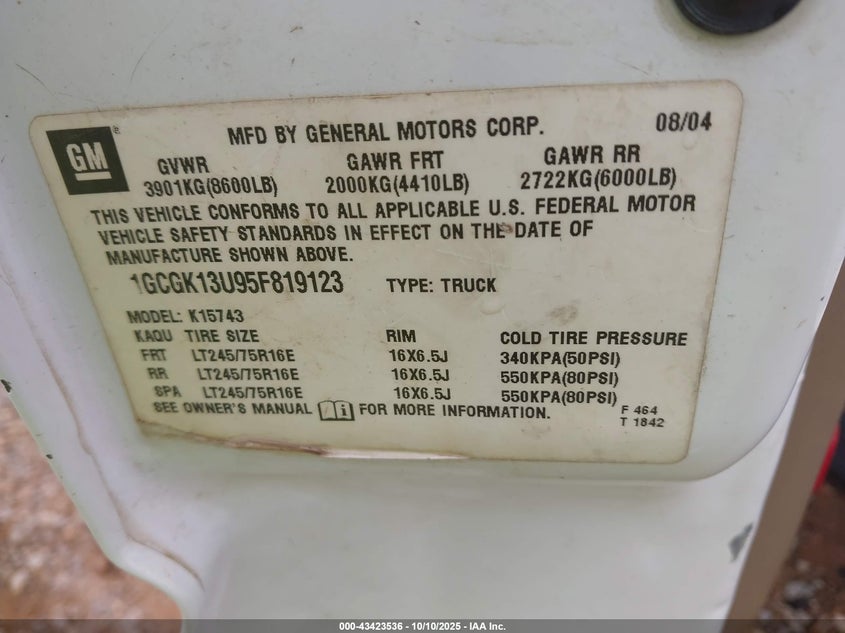 GM
MFD BY GENERAL MOTORS CORP. 08/04
GVWR GAWR FRT GAWR RR
3901KG(8600LB) 2000KG(4410LB) 2722KG(6000LB)
THIS VEHICLE CONFORMS TO ALL APPLICABLE U.S. FEDERAL MOTOR
VEHICLE SAFETY STANDARDS IN EFFECT ON THE DATE OF
MANUFACTURE SHOWN ABOVE.
1GCGK13U95F819123 TYPE: TRUCK
MODEL: K15743
KAQU TIRE SIZE RIM COLD TIRE PRESSURE
FRT LT245/75R16E 16X6.5J 340KPA(50PSI)
RR LT245/75R16E 16X6.5J 550KPA(80PSI)
SPA LT245/75R16E 16X6.5J 550KPA(80PSI)
SEE OWNER'S MANUAL FOR MORE INFORMATION.
F 464
T 1842
000-43423536 - 10/10/2025 - IAA Inc.